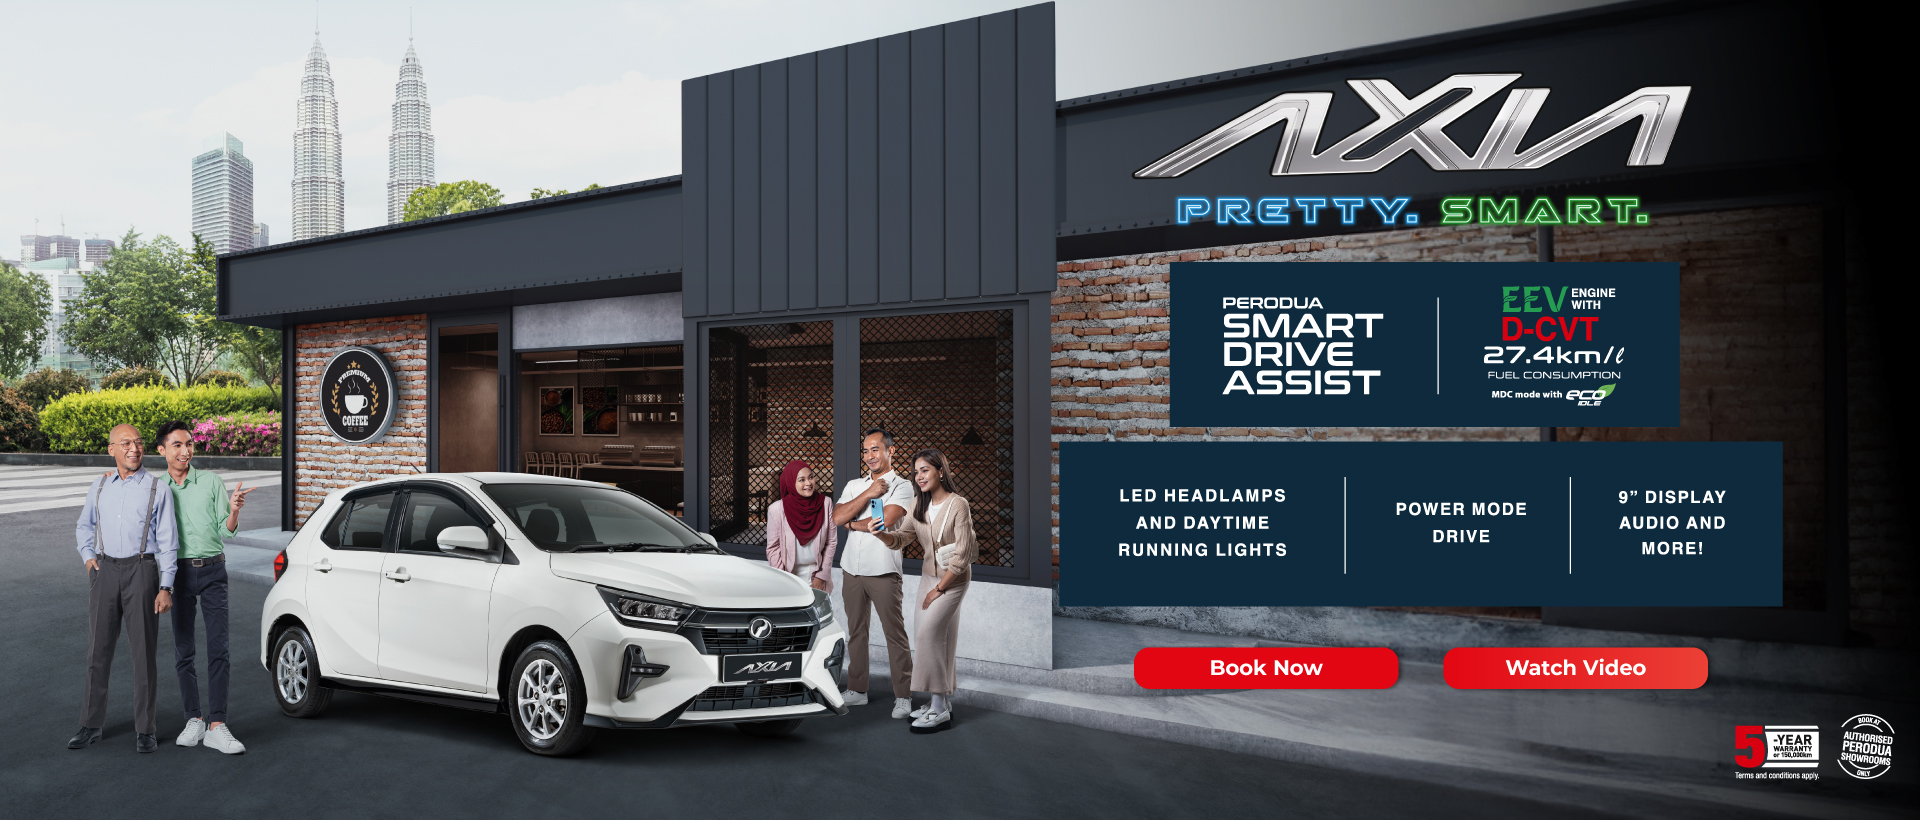 AXIA
PRETTY. SMART.
PERODUA
SMART
DRIVE
ASSIST
EEV ENGINE
WITH
D-CVT
27.4km/ℓ
FUEL CONSUMPTION
MDC mode with eco
IDLE
LED HEADLAMPS
AND DAYTIME
RUNNING LIGHTS
POWER MODE
DRIVE
9” DISPLAY
AUDIO AND
MORE!
Book Now
Watch Video
5-YEAR
WARRANTY
or 150,000km
Terms and conditions apply.
BOOK AT
AUTHORISED
PERODUA
SHOWROOMS
ONLY
PREMIUM
COFFEE
AXIA